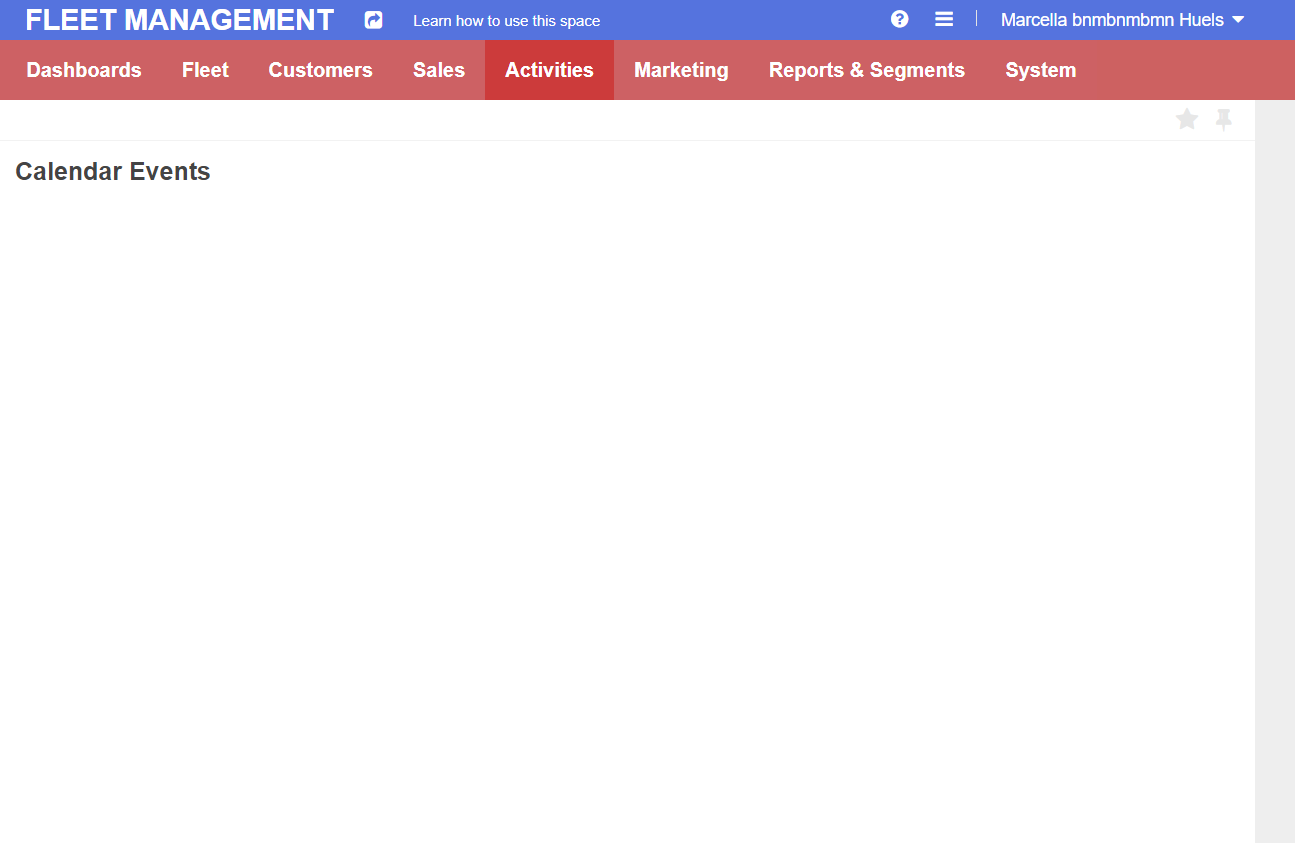 FLEET MANAGEMENT Learn how to use this space Marcella bnmbnmbmn Huels
Dashboards Fleet Customers Sales Activities Marketing Reports & Segments System
Calendar Events